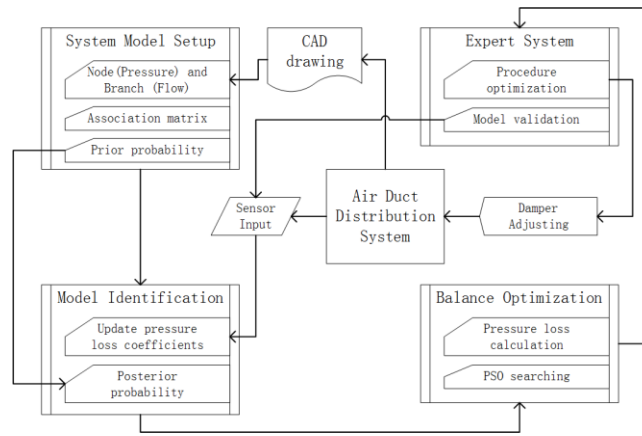 System Model Setup
Node(Pressure) and
Branch (Flow)
Association matrix
Prior probability
CAD
drawing
Expert System
Procedure
optimization
Model validation
Sensor
Input
Air Duct
Distribution
System
Damper
Adjusting
Model Identification
Update pressure
loss coefficients
Posterior
probability
Balance Optimization
Pressure loss
calculation
PSO searching